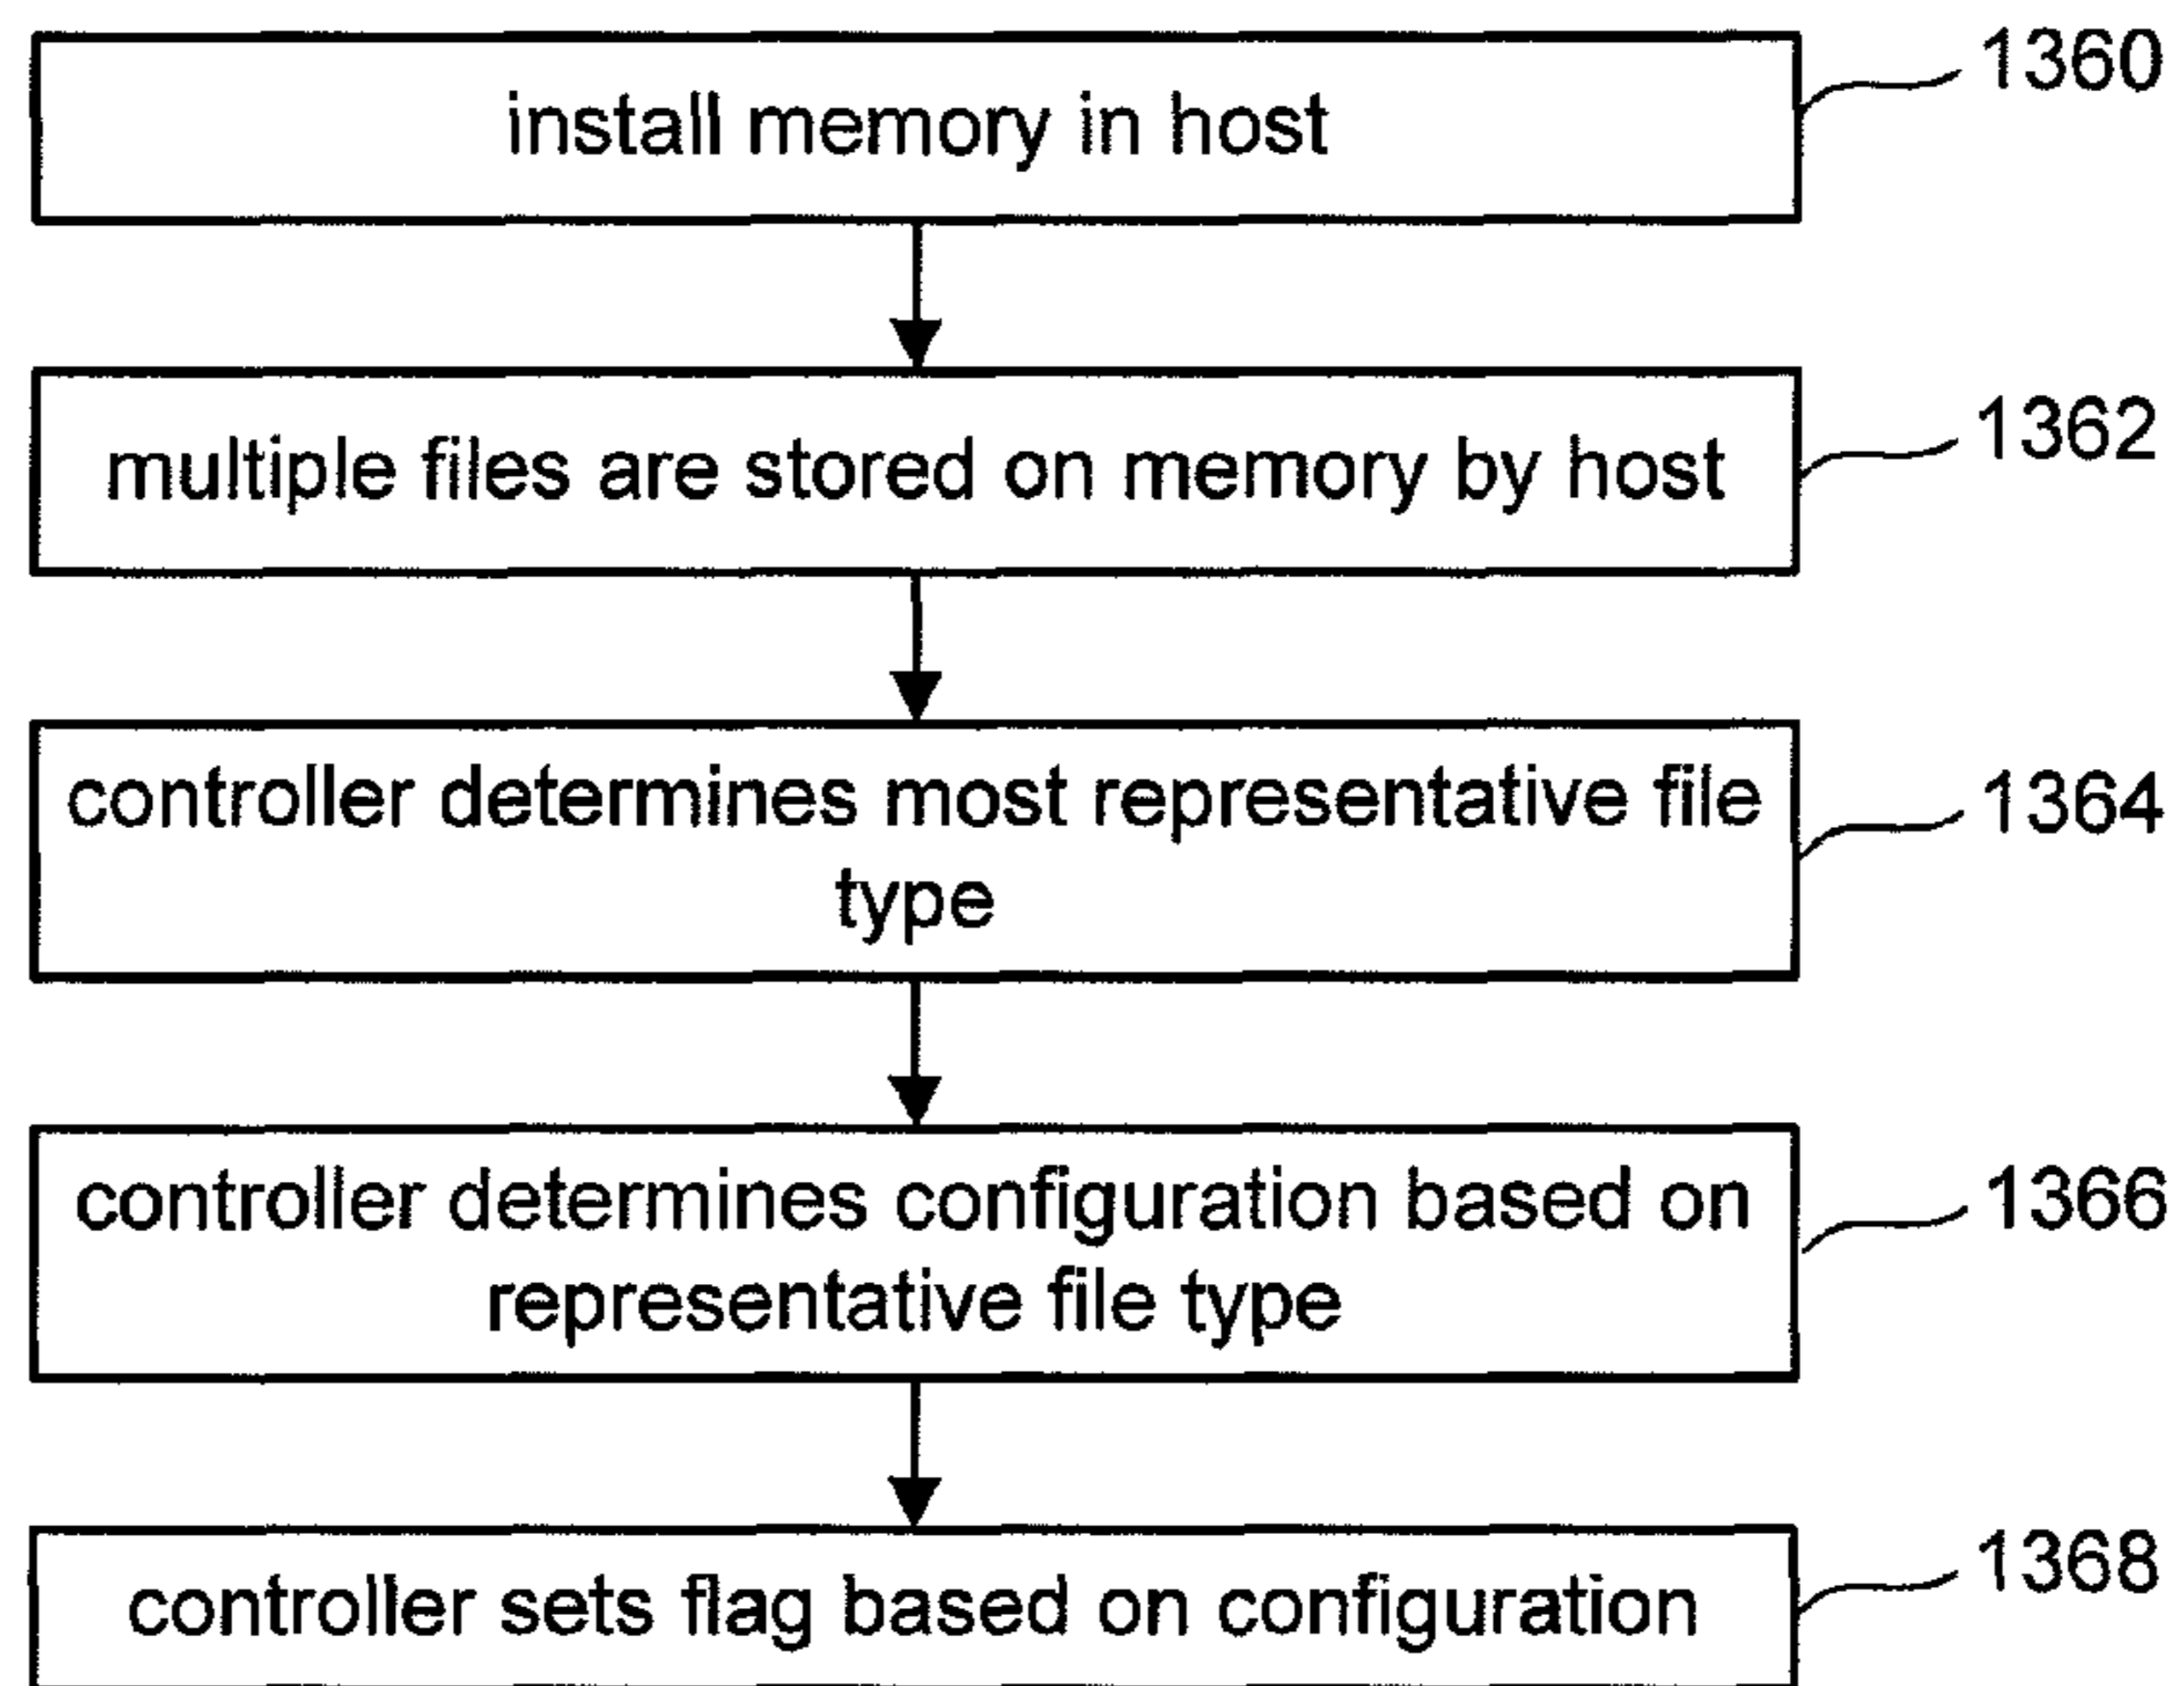 install memory in host
1360
multiple files are stored on memory by host
1362
controller determines most representative file
type
1364
controller determines configuration based on
representative file type
1366
controller sets flag based on configuration
1368